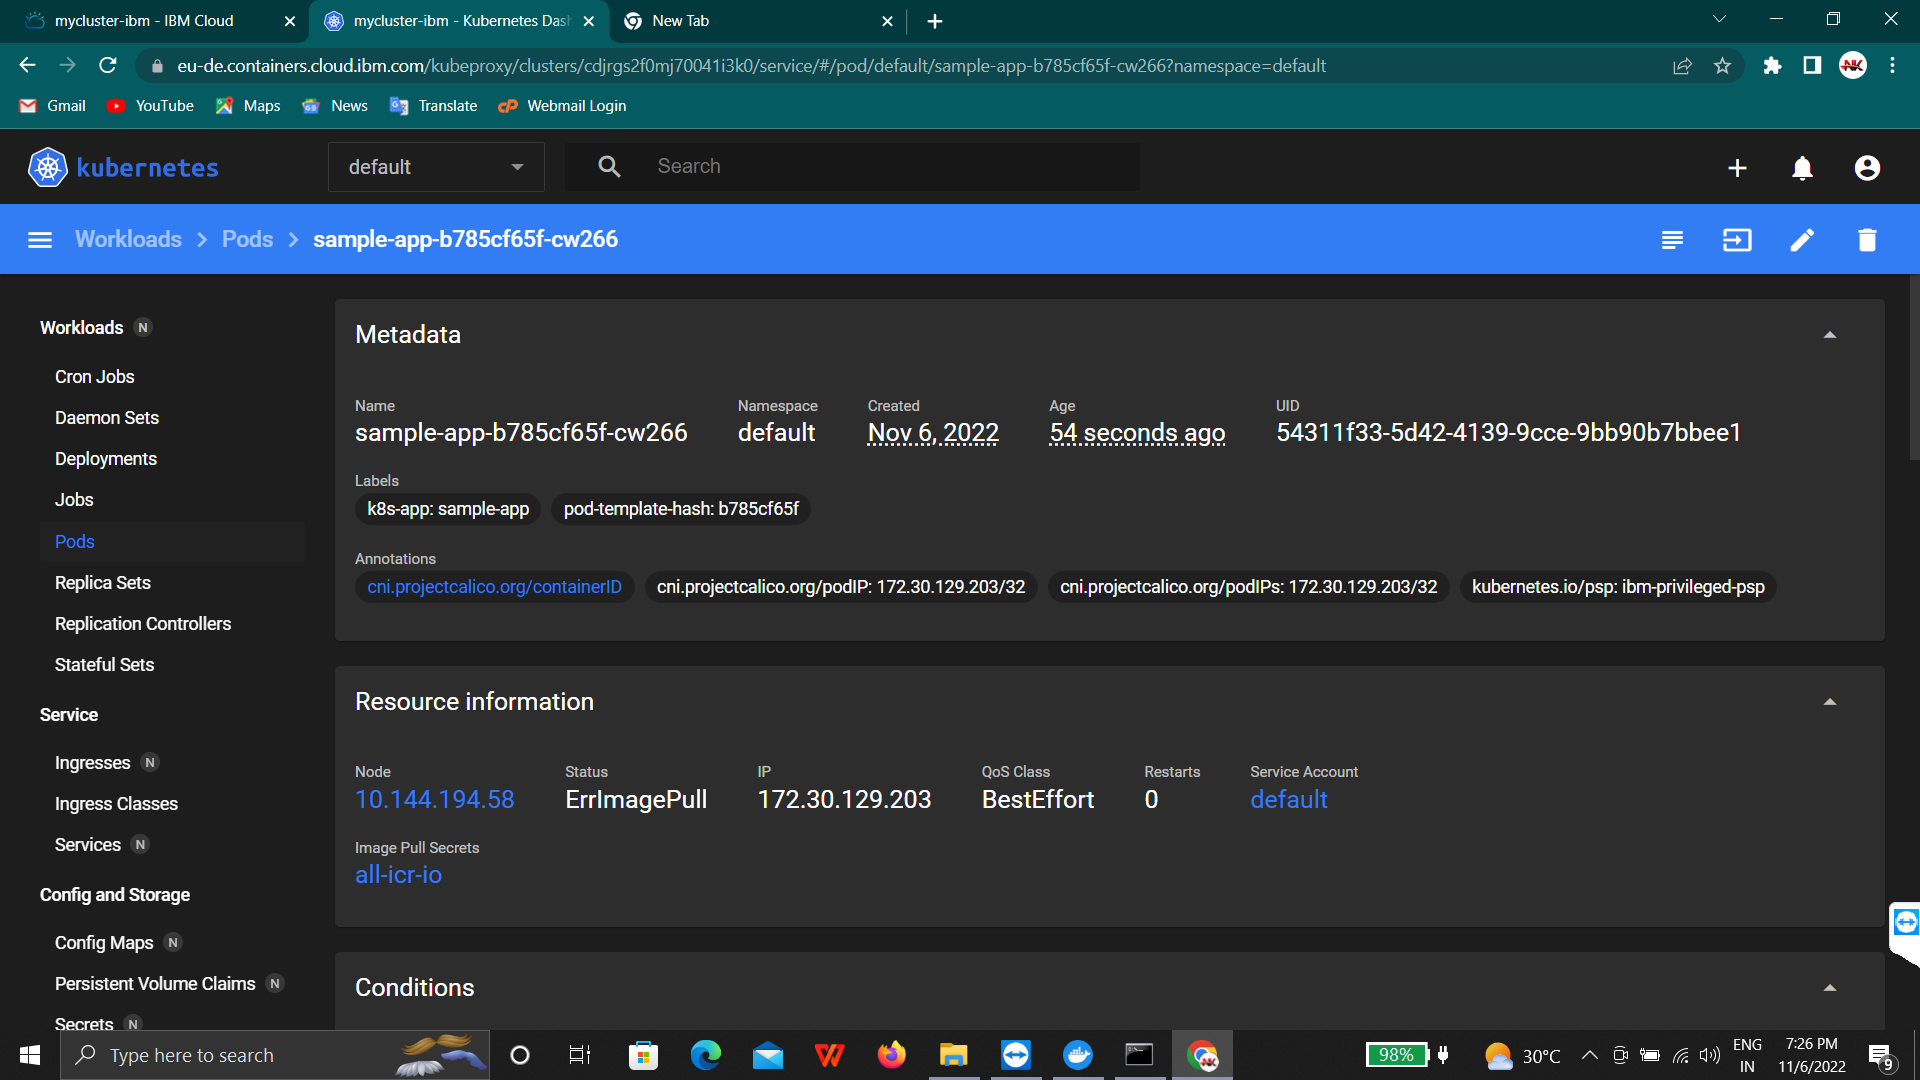 mycluster-ibm - IBM Cloud
mycluster-ibm - Kubernetes Dash
New Tab
eu-de.containers.cloud.ibm.com/kubeproxy/clusters/cdjrgs2f0mj70041i3k0/service/#/pod/default/sample-app-b785cf65f-cw266?namespace=default
NK
Gmail
YouTube
Maps
News
Translate
Webmail Login
kubernetes
default
Search
Workloads
Pods
sample-app-b785cf65f-cw266
Workloads N
Cron Jobs
Daemon Sets
Deployments
Jobs
Pods
Replica Sets
Replication Controllers
Stateful Sets
Service
Ingresses N
Ingress Classes
Services N
Config and Storage
Config Maps N
Persistent Volume Claims N
Secrets N
Metadata
Name
sample-app-b785cf65f-cw266
Namespace
default
Created
Nov 6, 2022
Age
54 seconds ago
UID
54311f33-5d42-4139-9cce-9bb90b7bbee1
Labels
k8s-app: sample-app
pod-template-hash: b785cf65f
Annotations
cni.projectcalico.org/containerID
cni.projectcalico.org/podIP: 172.30.129.203/32
cni.projectcalico.org/podIPs: 172.30.129.203/32
kubernetes.io/psp: ibm-privileged-psp
Resource information
Node
10.144.194.58
Status
ErrImagePull
IP
172.30.129.203
QoS Class
BestEffort
Restarts
0
Service Account
default
Image Pull Secrets
all-icr-io
Conditions
Type here to search
98%
30°C
ENG
IN
7:26 PM
11/6/2022
9